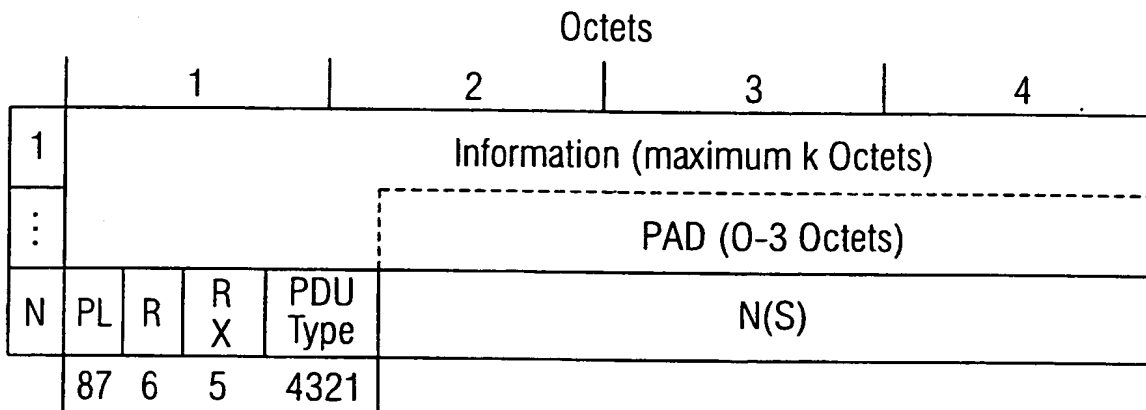 Octets
1 2 3 4
1 Information (maximum k Octets)
⋮ PAD (0-3 Octets)
N PL R R X PDU Type N(S)
87 6 5 4321